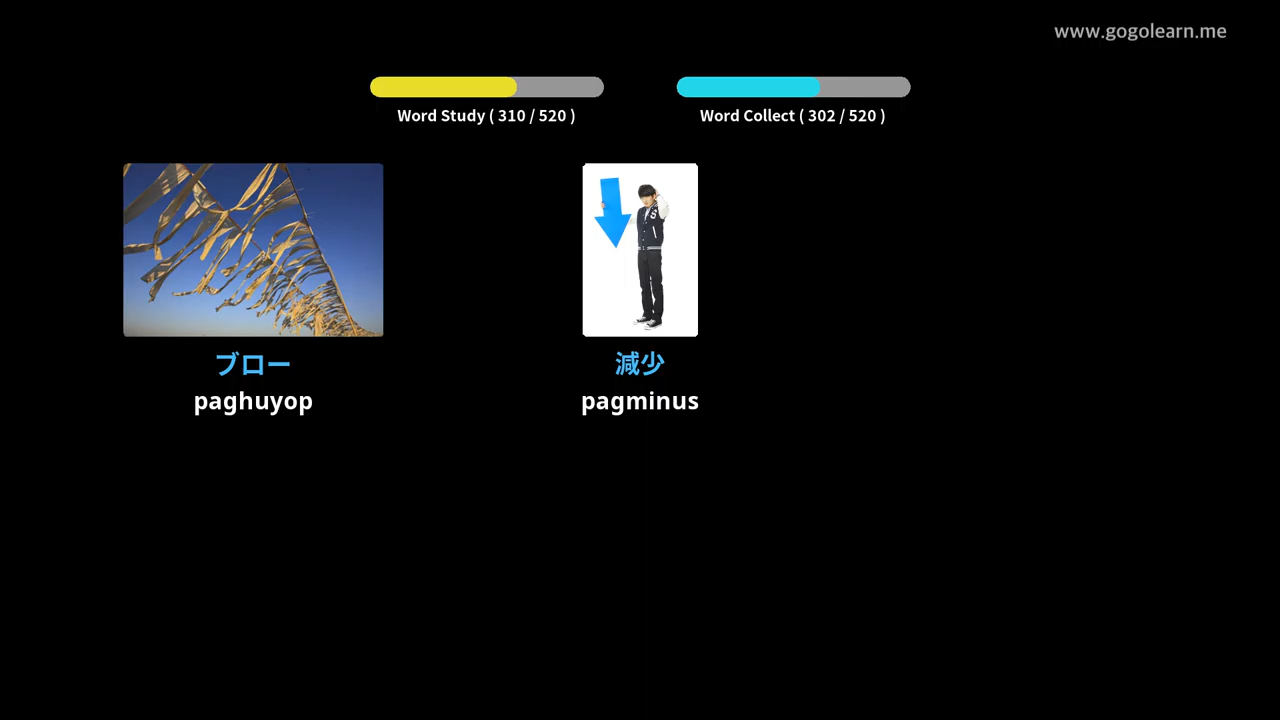 www.gogolearn.me
Word Study ( 310 / 520 )
Word Collect ( 302 / 520 )
ブロー
paghuyop
減少
pagminus